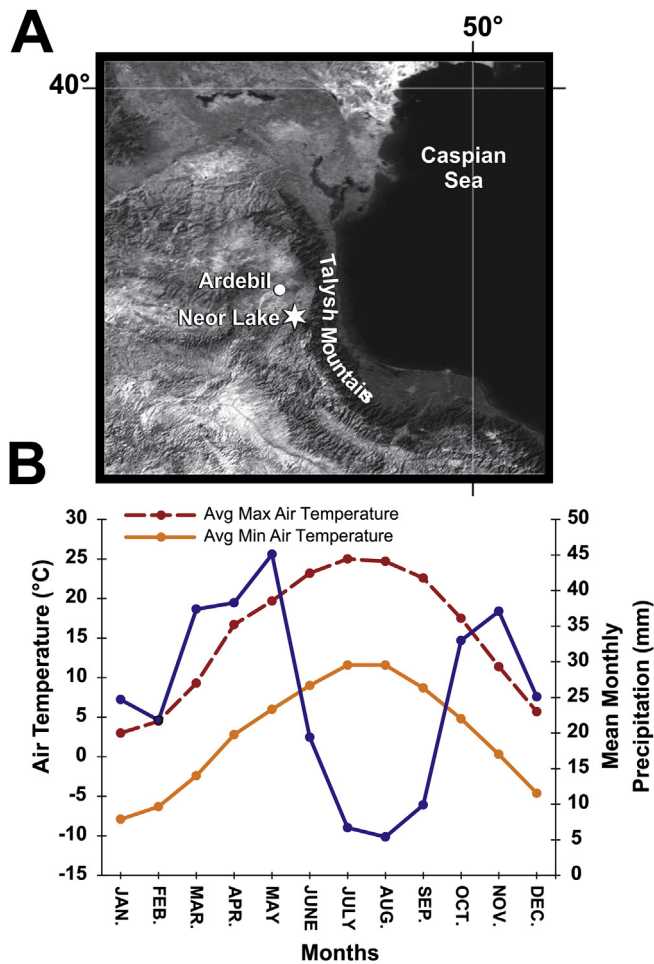 A
50°
40°
Caspian
Sea
Ardebil
Neor Lake
Talysh Mountains
B
Avg Max Air Temperature
Avg Min Air Temperature
30
25
20
15
10
5
0
-5
-10
-15
Air Temperature (°C)
50
45
40
35
30
25
20
15
10
5
0
Mean Monthly
Precipitation (mm)
JAN.
FEB.
MAR.
APR.
MAY
JUNE
JULY
AUG.
SEP.
OCT.
NOV.
DEC.
Months